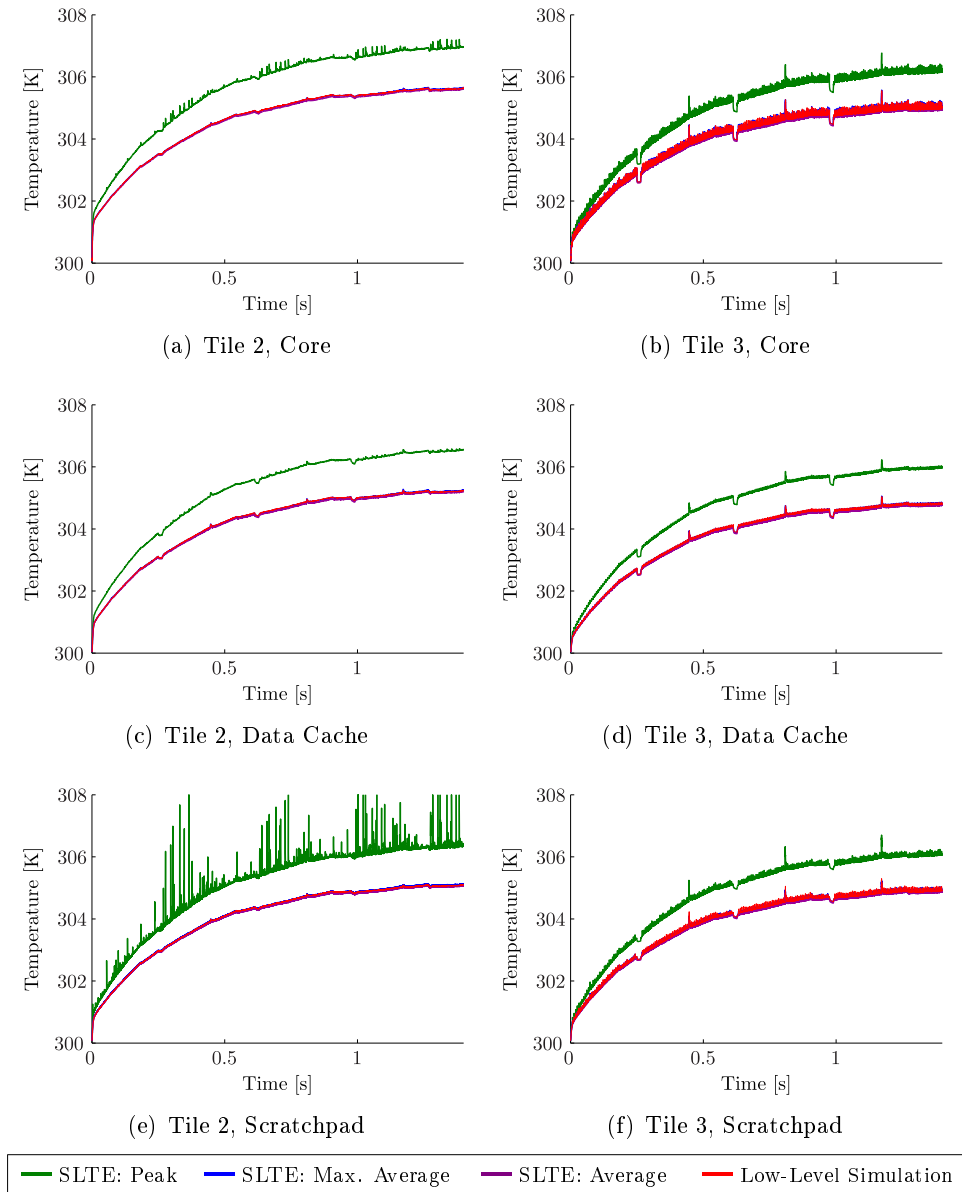 308
306
304
302
300
Temperature [K]
0
0.5
1
Time [s]
(a) Tile 2, Core
308
306
304
302
300
Temperature [K]
0
0.5
1
Time [s]
(b) Tile 3, Core
308
306
304
302
300
Temperature [K]
0
0.5
1
Time [s]
(c) Tile 2, Data Cache
308
306
304
302
300
Temperature [K]
0
0.5
1
Time [s]
(d) Tile 3, Data Cache
308
306
304
302
300
Temperature [K]
0
0.5
1
Time [s]
(e) Tile 2, Scratchpad
308
306
304
302
300
Temperature [K]
0
0.5
1
Time [s]
(f) Tile 3, Scratchpad
SLTE: Peak
SLTE: Max. Average
SLTE: Average
Low-Level Simulation